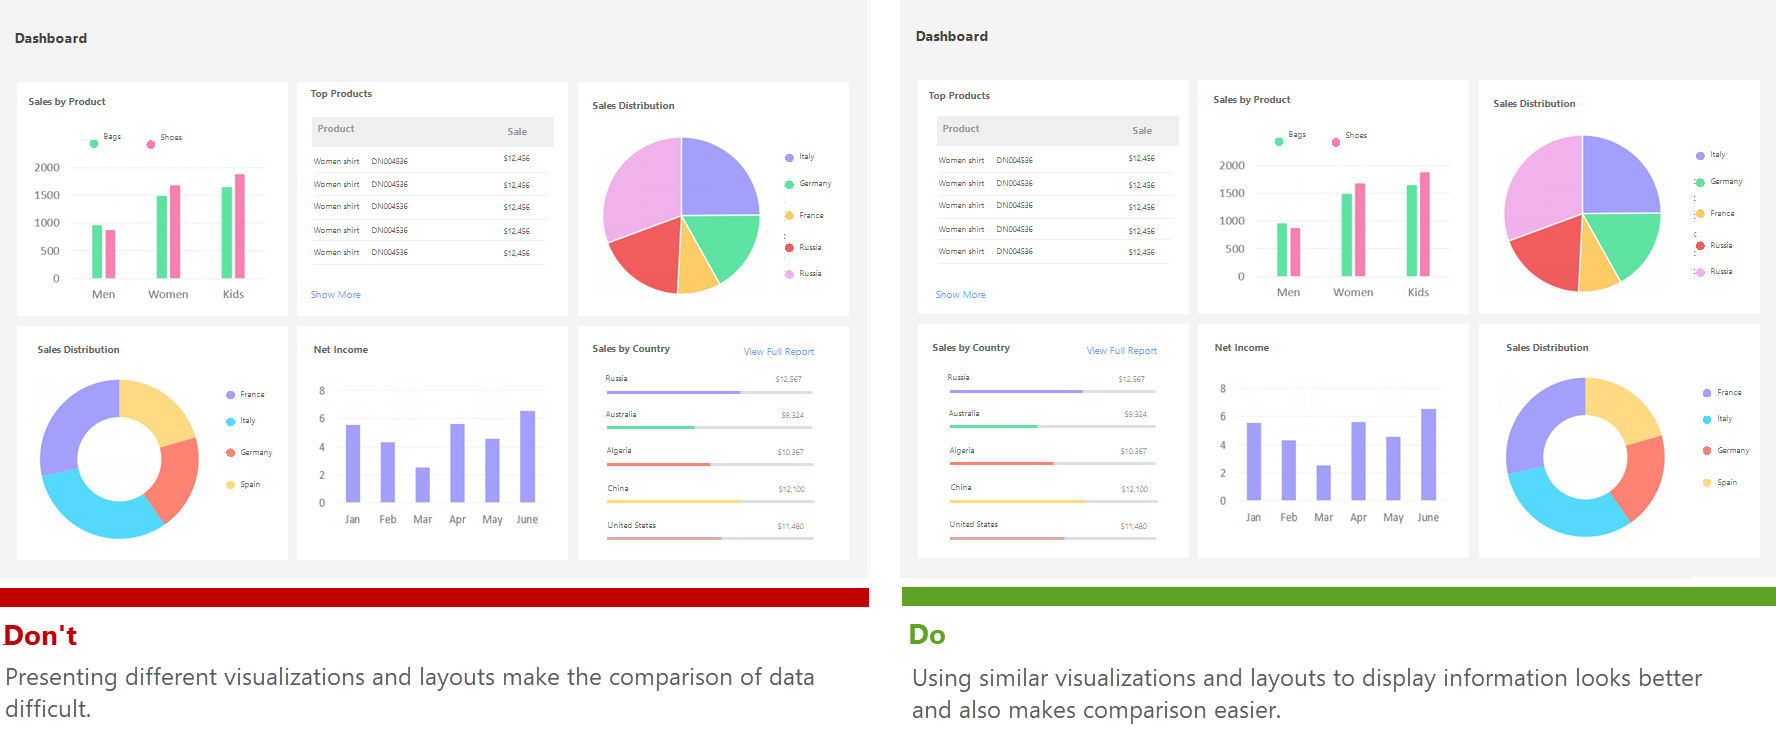 Dashboard
Sales by Product
Bags
Shoes
2000
1500
1000
500
0
Men Women Kids
Top Products
Product Sale
Women shirt DN004536 $12,456
Women shirt DN004536 $12,456
Women shirt DN004536 $12,456
Women shirt DN004536 $12,456
Women shirt DN004536 $12,456
Show More
Sales Distribution
Italy
Germany
France
Russia
Russia
Sales Distribution
France
Italy
Germany
Spain
Net Income
8
6
4
2
0
Jan Feb Mar Apr May June
Sales by Country View Full Report
Russia $12,567
Australia $9,324
Algeria $10,367
China $12,100
United States $11,480
Don't
Presenting different visualizations and layouts make the comparison of data
difficult.
Dashboard
Top Products
Product Sale
Women shirt DN004536 $12,456
Women shirt DN004536 $12,456
Women shirt DN004536 $12,456
Women shirt DN004536 $12,456
Women shirt DN004536 $12,456
Show More
Sales by Product
Bags
Shoes
2000
1500
1000
500
0
Men Women Kids
Sales Distribution
Italy
Germany
France
Russia
Russia
Sales by Country View Full Report
Russia $12,567
Australia $9,324
Algeria $10,367
China $12,100
United States $11,480
Net Income
8
6
4
2
0
Jan Feb Mar Apr May June
Sales Distribution
France
Italy
Germany
Spain
Do
Using similar visualizations and layouts to display information looks better
and also makes comparison easier.